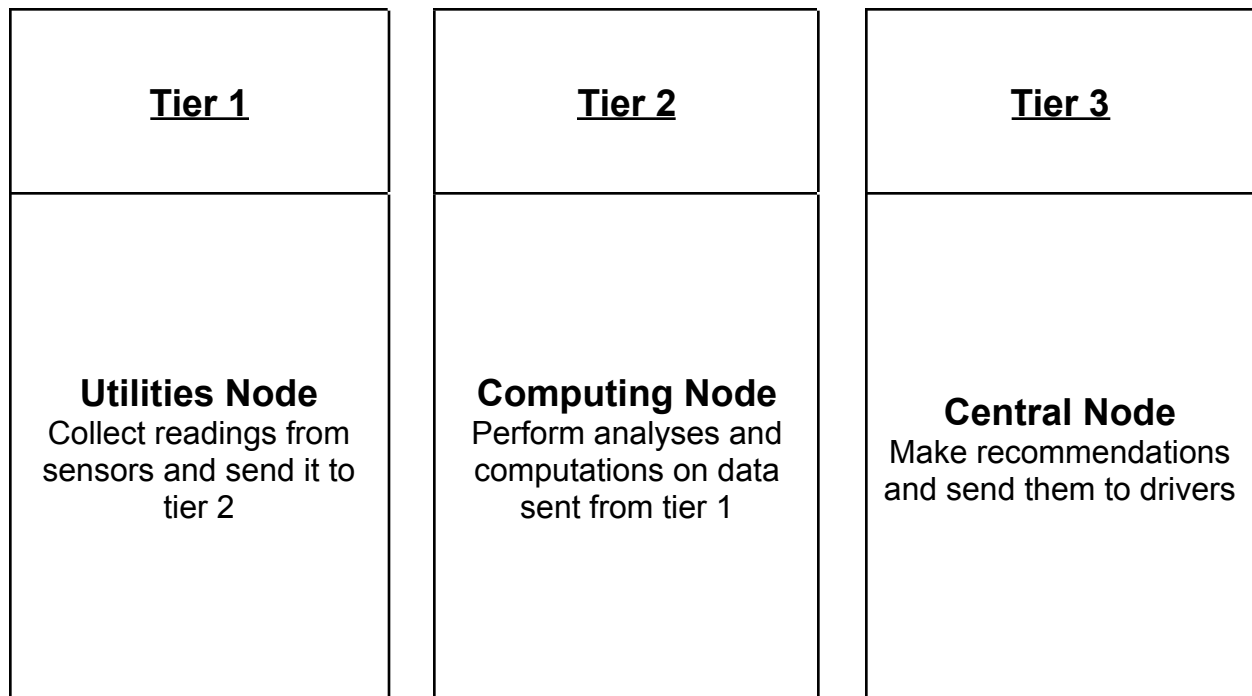 Tier 1
Utilities Node
Collect readings from
sensors and send it to
tier 2
Tier 2
Computing Node
Perform analyses and
computations on data
sent from tier 1
Tier 3
Central Node
Make recommendations
and send them to drivers